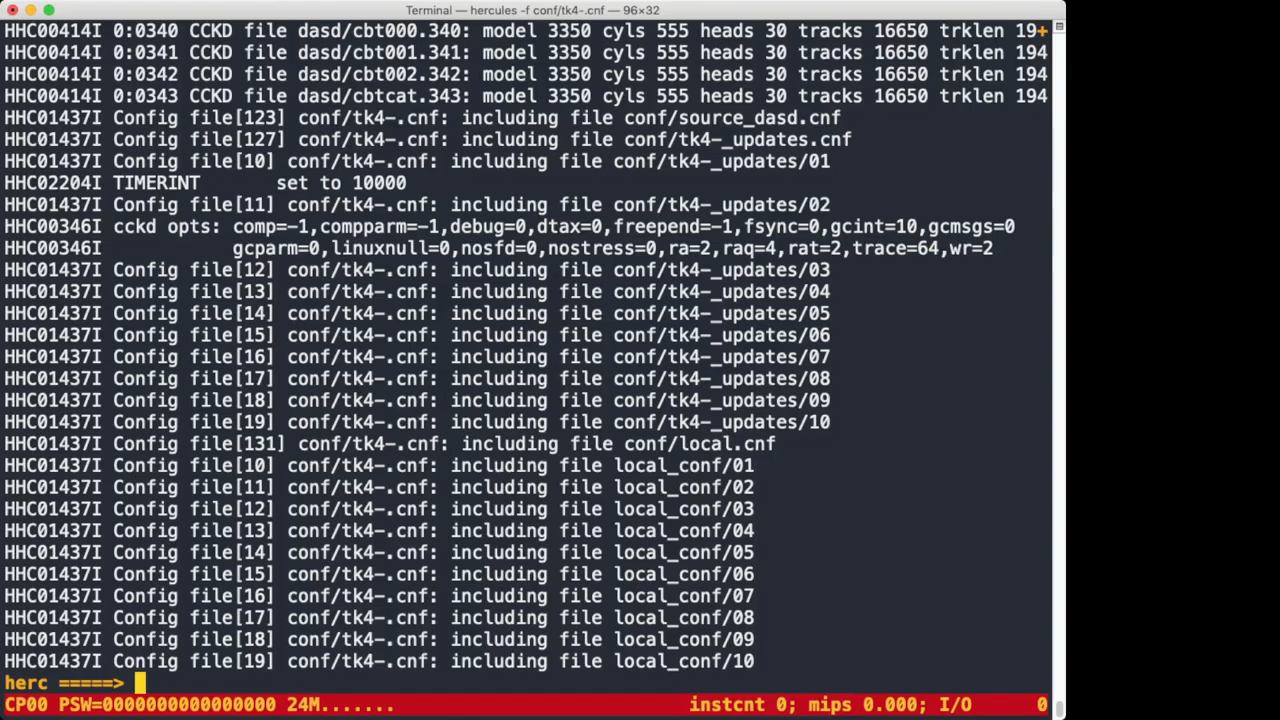 Terminal — hercules -f conf/tk4-.cnf — 96×32
HHC00414I 0:0340 CCKD file dasd/cbt000.340: model 3350 cyls 555 heads 30 tracks 16650 trklen 19+
HHC00414I 0:0341 CCKD file dasd/cbt001.341: model 3350 cyls 555 heads 30 tracks 16650 trklen 194
HHC00414I 0:0342 CCKD file dasd/cbt002.342: model 3350 cyls 555 heads 30 tracks 16650 trklen 194
HHC00414I 0:0343 CCKD file dasd/cbtcat.343: model 3350 cyls 555 heads 30 tracks 16650 trklen 194
HHC01437I Config file[123] conf/tk4-.cnf: including file conf/source_dasd.cnf
HHC01437I Config file[127] conf/tk4-.cnf: including file conf/tk4-_updates.cnf
HHC01437I Config file[10] conf/tk4-.cnf: including file conf/tk4-_updates/01
HHC02204I TIMERINT       set to 10000
HHC01437I Config file[11] conf/tk4-.cnf: including file conf/tk4-_updates/02
HHC00346I cckd opts: comp=-1,compparm=-1,debug=0,dtax=0,freepend=-1,fsync=0,gcint=10,gcmsgs=0
HHC00346I            gcparm=0,linuxnull=0,nosfd=0,nostress=0,ra=2,raq=4,rat=2,trace=64,wr=2
HHC01437I Config file[12] conf/tk4-.cnf: including file conf/tk4-_updates/03
HHC01437I Config file[13] conf/tk4-.cnf: including file conf/tk4-_updates/04
HHC01437I Config file[14] conf/tk4-.cnf: including file conf/tk4-_updates/05
HHC01437I Config file[15] conf/tk4-.cnf: including file conf/tk4-_updates/06
HHC01437I Config file[16] conf/tk4-.cnf: including file conf/tk4-_updates/07
HHC01437I Config file[17] conf/tk4-.cnf: including file conf/tk4-_updates/08
HHC01437I Config file[18] conf/tk4-.cnf: including file conf/tk4-_updates/09
HHC01437I Config file[19] conf/tk4-.cnf: including file conf/tk4-_updates/10
HHC01437I Config file[131] conf/tk4-.cnf: including file conf/local.cnf
HHC01437I Config file[10] conf/tk4-.cnf: including file local_conf/01
HHC01437I Config file[11] conf/tk4-.cnf: including file local_conf/02
HHC01437I Config file[12] conf/tk4-.cnf: including file local_conf/03
HHC01437I Config file[13] conf/tk4-.cnf: including file local_conf/04
HHC01437I Config file[14] conf/tk4-.cnf: including file local_conf/05
HHC01437I Config file[15] conf/tk4-.cnf: including file local_conf/06
HHC01437I Config file[16] conf/tk4-.cnf: including file local_conf/07
HHC01437I Config file[17] conf/tk4-.cnf: including file local_conf/08
HHC01437I Config file[18] conf/tk4-.cnf: including file local_conf/09
HHC01437I Config file[19] conf/tk4-.cnf: including file local_conf/10
herc =====>
CP00 PSW=0000000000000000 24M....... instcnt 0; mips 0.000; I/O 0